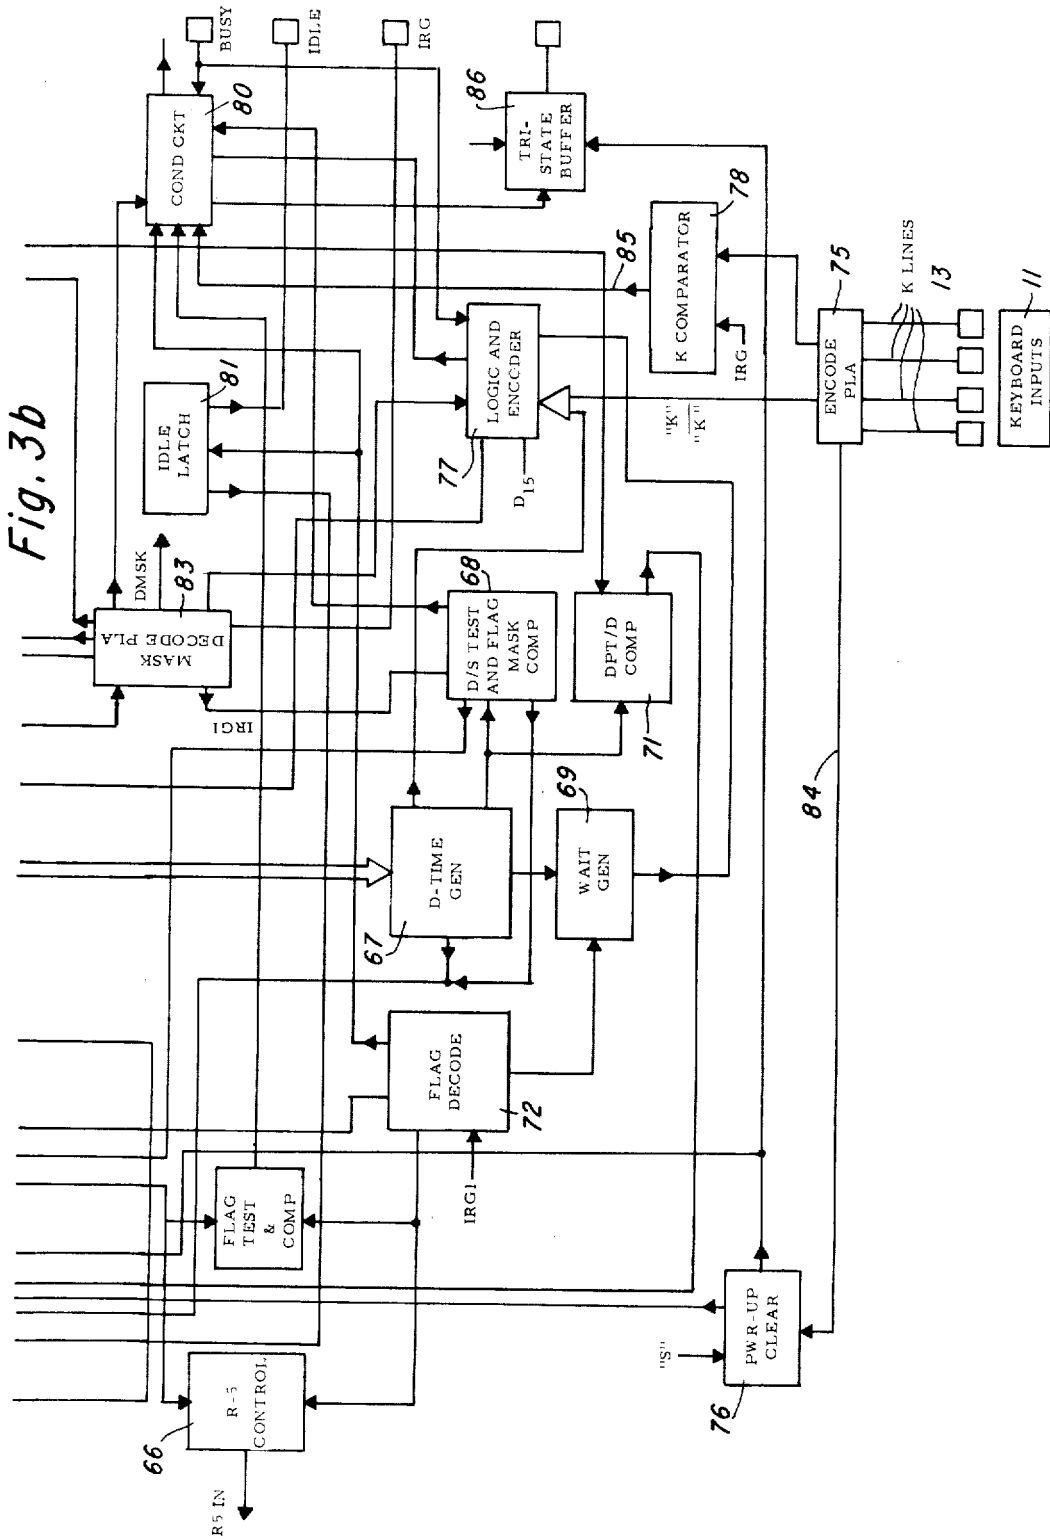 Fig. 3b
BUSY
IDLE
IRG
COND CKT
80
86
TRI-
STATE
BUFFER
IDLE
LATCH
81
DMSK
83
MASK
DECODE PLA
IRG1
LOGIC AND
ENCODER
77
D15
85
K COMPARATOR
78
IRG
"K"
"K"
75
ENCODE
PLA
K LINES
13
11
KEYBOARD
INPUTS
68
D/S TEST
AND FLAG
MASK
COMP
DPT/D
COMP
71
D-TIME
GEN
67
69
WAIT
GEN
84
FLAG
DECODE
72
IRG1
FLAG
TEST
&
COMP
R-5
CONTROL
66
R5 IN
"S"
PWR-UP
CLEAR
76